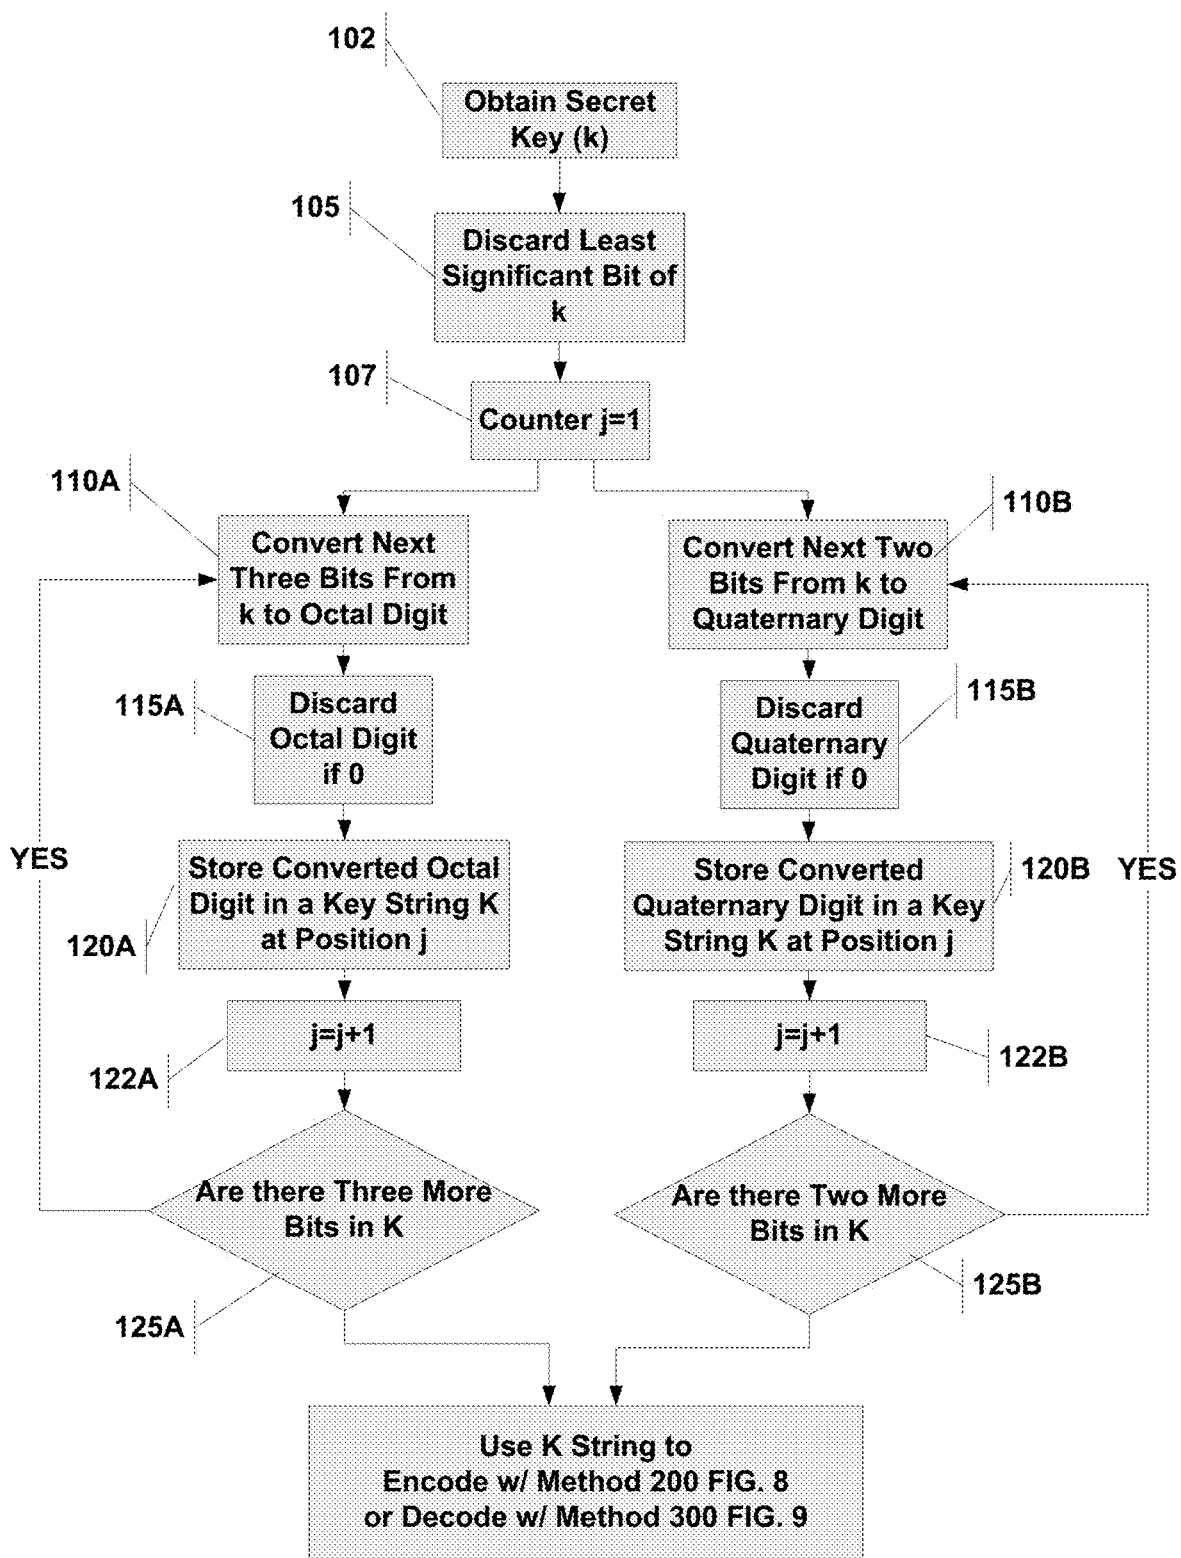 102
Obtain Secret
Key (k)
105
Discard Least
Significant Bit of
k
107
Counter j=1
110A
Convert Next
Three Bits From
k to Octal Digit
110B
Convert Next Two
Bits From k to
Quaternary Digit
115A
Discard
Octal Digit
if 0
115B
Discard
Quaternary
Digit if 0
YES
Store Converted Octal
Digit in a Key String K
at Position j
120A
Store Converted
Quaternary Digit in a Key
String K at Position j
120B
YES
j=j+1
122A
j=j+1
122B
Are there Three More
Bits in K
125A
Are there Two More
Bits in K
125B
Use K String to
Encode w/ Method 200 FIG. 8
or Decode w/ Method 300 FIG. 9